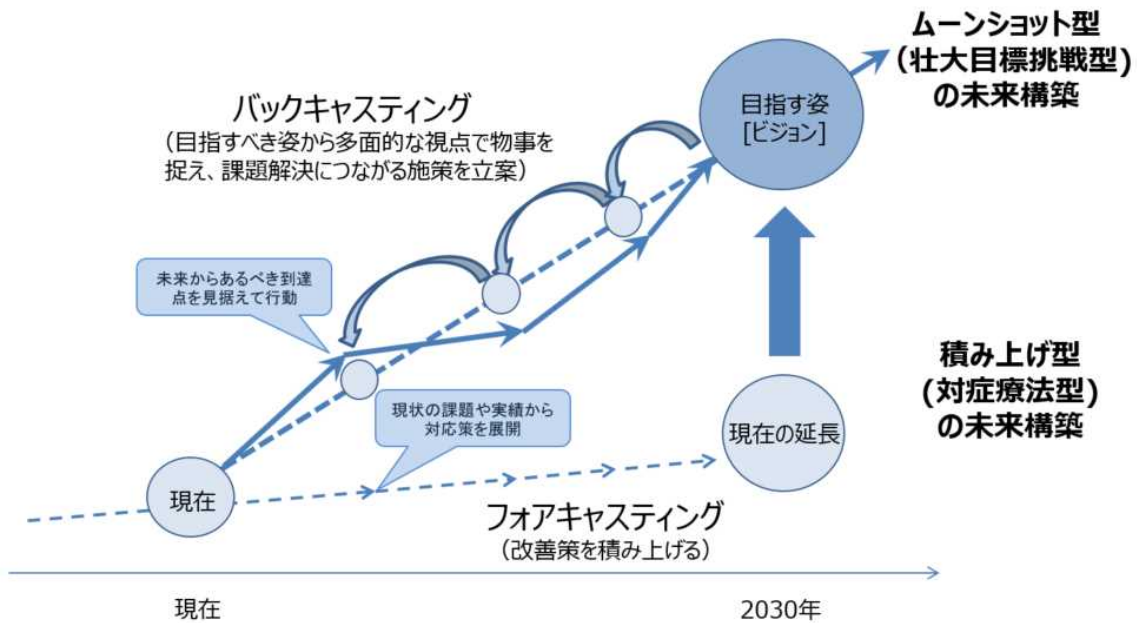 ムーンショット型
（壮大目標挑戦型)
の未来構築
目指す姿
[ビジョン]
バックキャスティング
（目指すべき姿から多面的な視点で物事を
捉え、課題解決につながる施策を立案）
未来からあるべき到達
点を見据えて行動
積み上げ型
(対症療法型)
の未来構築
現状の課題や実績から
対応策を展開
現在の延長
現在
フォアキャスティング
（改善策を積み上げる）
現在
2030年